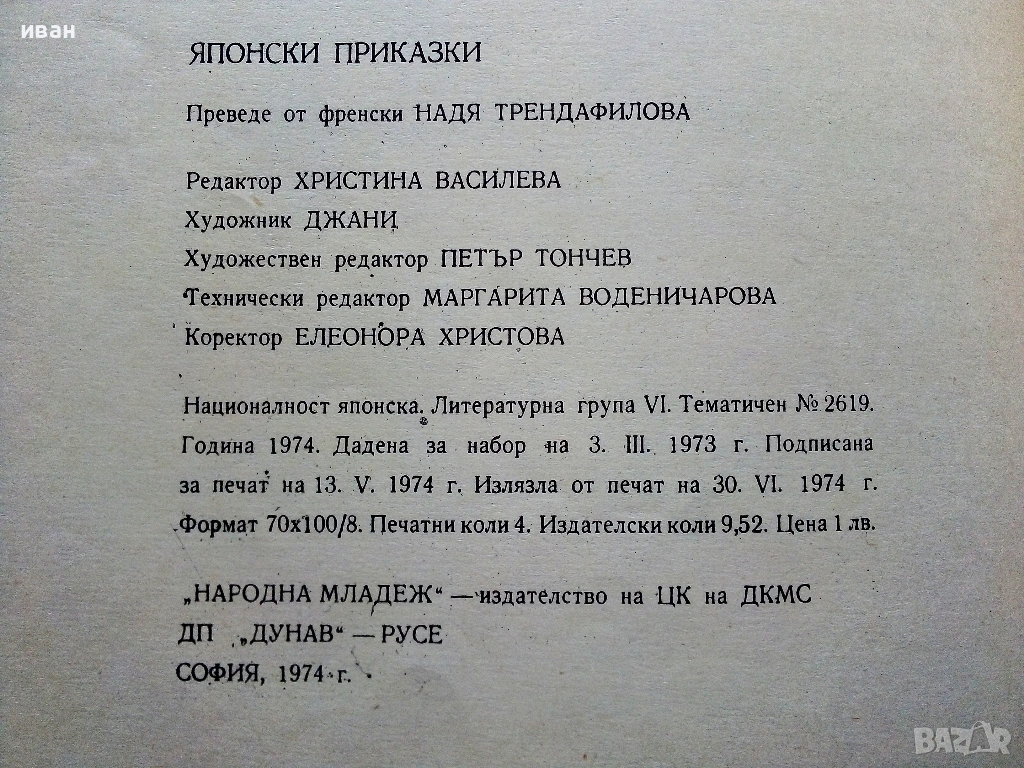 иван
ЯПОНСКИ ПРИКАЗКИ
Преведе от френски НАДЯ ТРЕНДАФИЛОВА
Редактор ХРИСТИНА ВАСИЛЕВА
Художник ДЖАНИ
Художествен редактор ПЕТЪР ТОНЧЕВ
Технически редактор МАРГАРИТА ВОДЕНИЧАРОВА
Коректор ЕЛЕОНОРА ХРИСТОВА
Националност японска. Литературна група VI. Тематичен № 2619.
Година 1974. Дадена за набор на 3. III. 1973 г. Подписана
за печат на 13. V. 1974 г. Излязла от печат на 30. VI. 1974 г.
Формат 70х100/8. Печатни коли 4. Издателски коли 9,52. Цена 1 лв.
„НАРОДНА МЛАДЕЖ“ — издателство на ЦК на ДКМС
ДП „ДУНАВ“ — РУСЕ
СОФИЯ, 1974 г.
BAZAR